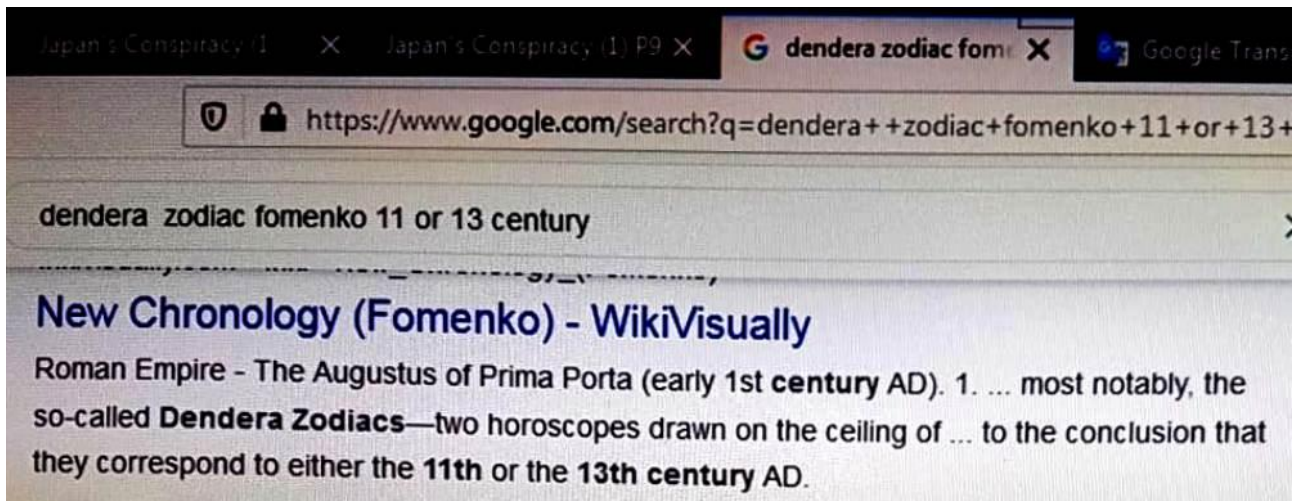 Japan's Conspiracy (1 Japan's Conspiracy (1) P9 dendera zodiac fome Google Trans
https://www.google.com/search?q=dendera++zodiac+fomenko+11+or+13+
dendera zodiac fomenko 11 or 13 century
New Chronology (Fomenko) - WikiVisually
Roman Empire - The Augustus of Prima Porta (early 1st century AD). 1. ... most notably, the
so-called Dendera Zodiacs—two horoscopes drawn on the ceiling of ... to the conclusion that
they correspond to either the 11th or the 13th century AD.